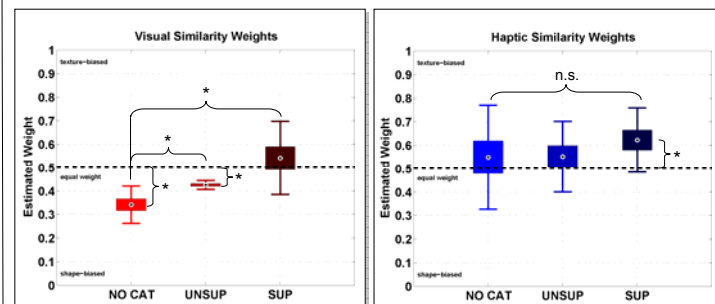 Visual Similarity Weights
Estimated Weight
1
0.9
0.8
0.7
0.6
0.5
0.4
0.3
0.2
0.1
0
texture-biased
*
*
equal weight
*
*
shape-biased
NO CAT UNSUP SUP
Haptic Similarity Weights
Estimated Weight
1
0.9
0.8
0.7
0.6
0.5
0.4
0.3
0.2
0.1
0
texture-biased
n.s.
*
equal weight
shape-biased
NO CAT UNSUP SUP